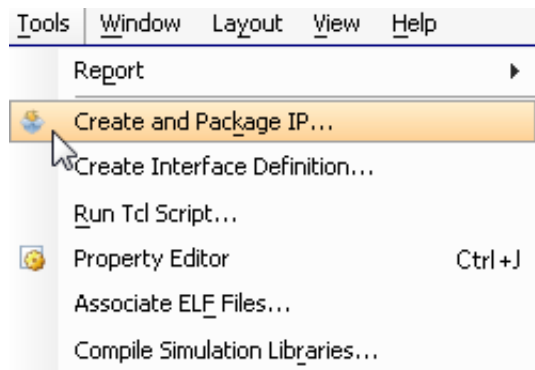 Tools Window Layout View Help
Report
Create and Package IP...
Create Interface Definition...
Run Tcl Script...
Property Editor Ctrl+J
Associate ELF Files...
Compile Simulation Libraries...